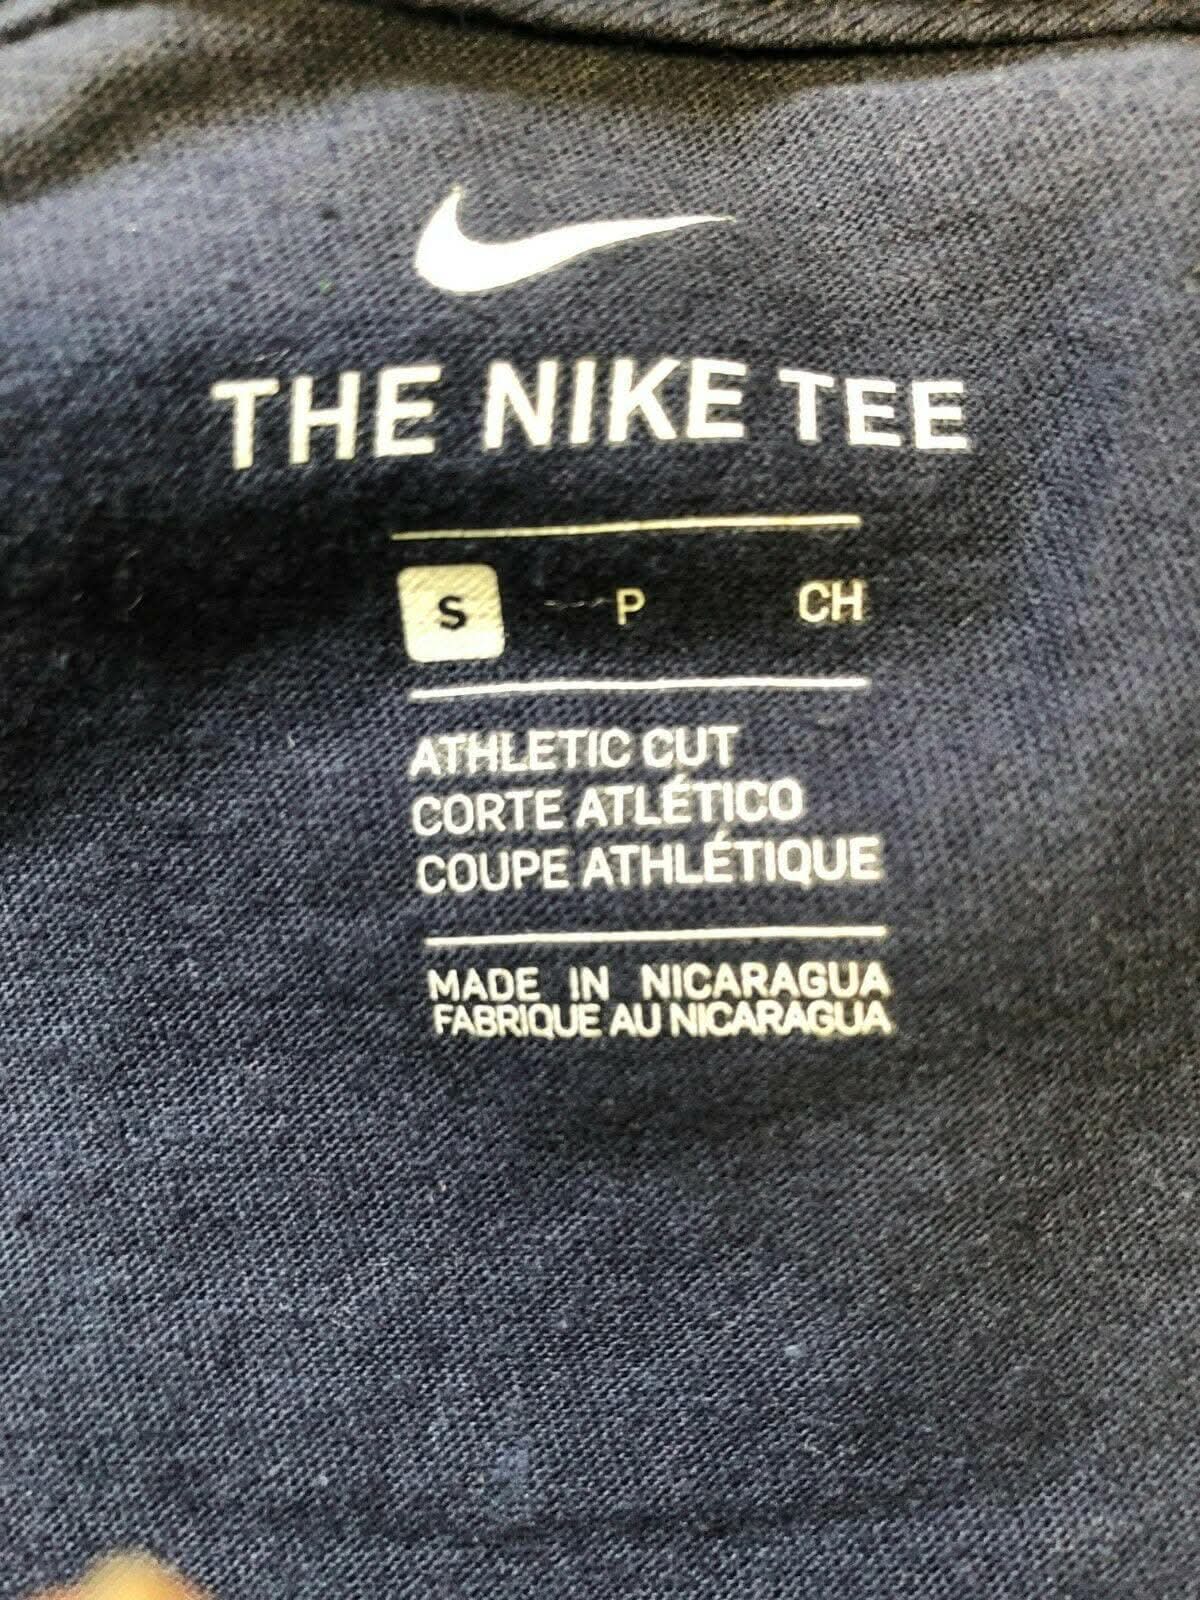 THE NIKE TEE
S P CH
ATHLETIC CUT
CORTE ATLÉTICO
COUPE ATHLÉTIQUE
MADE IN NICARAGUA
FABRIQUE AU NICARAGUA